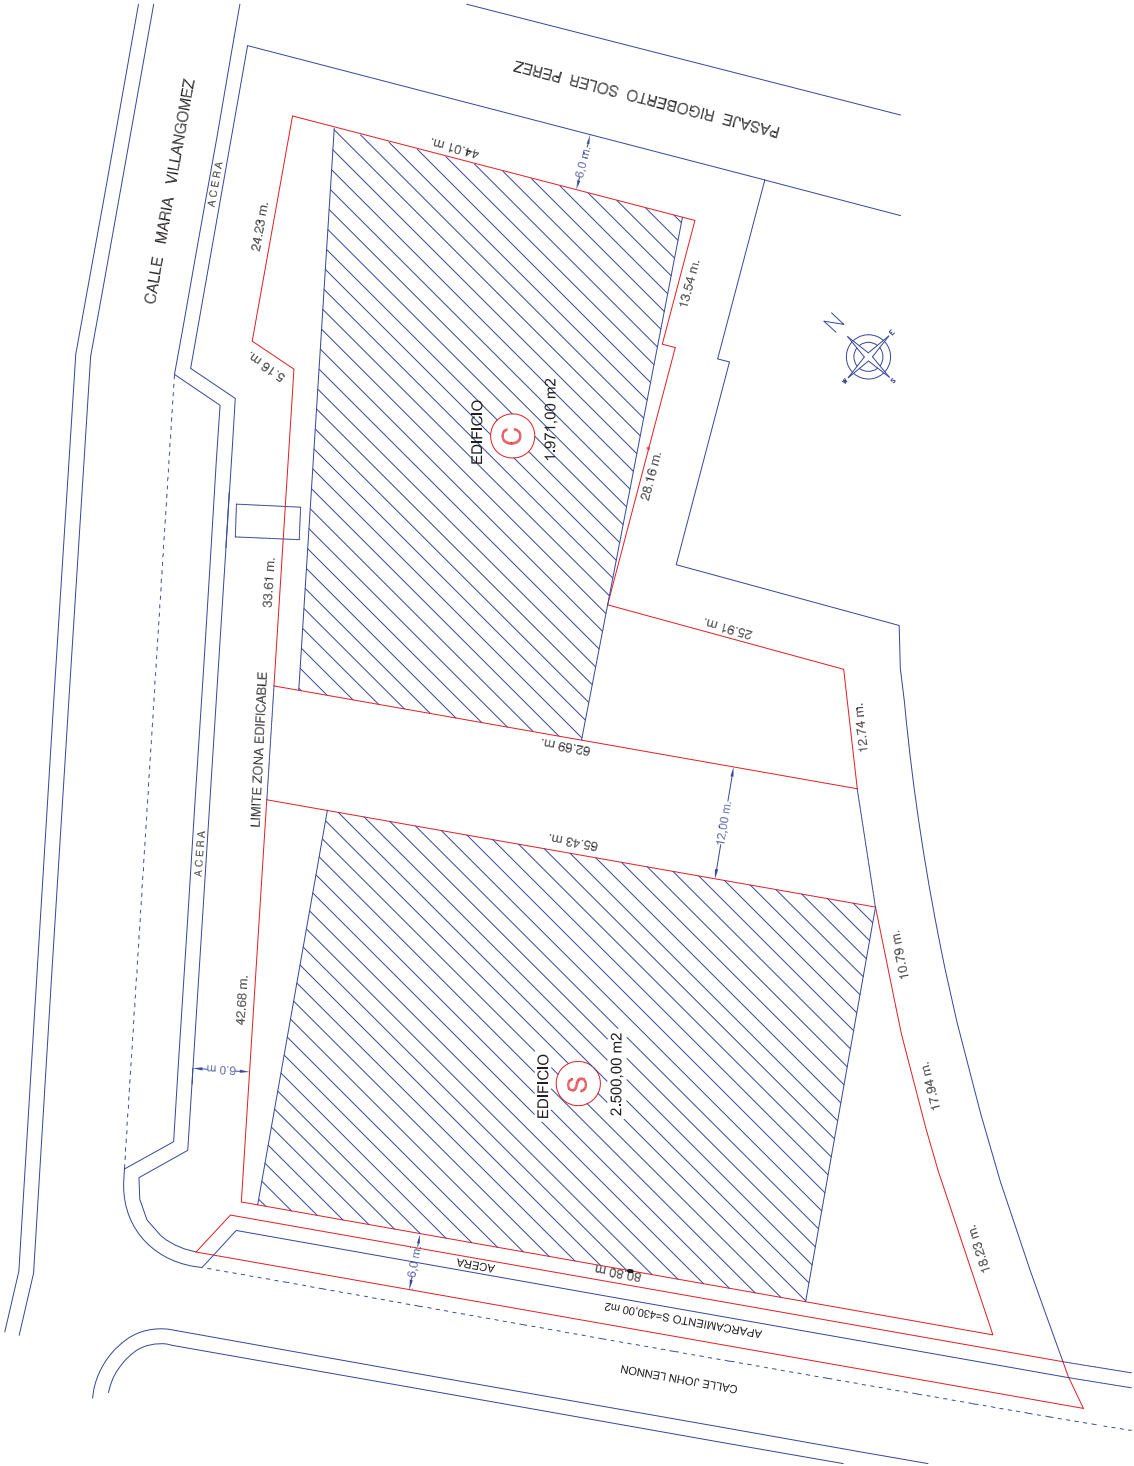 PASAJE RIGOBERTO SOLER PEREZ
CALLE MARIA VILLANGOMEZ
ACERA
44.01 m.
6,0 m.
24.23 m.
13.54 m.
5.16 m.
N
E
S
EDIFICIO
C
1.971,00 m2
28.16 m.
33.61 m.
25.91 m.
LIMITE ZONA EDIFICABLE
62.69 m.
12.74 m.
12,00 m.
65.43 m.
ACERA
42.68 m.
10.79 m.
6.0 m
EDIFICIO
S
2.500,00 m2
17.94 m.
18.23 m.
6,0 m.
ACERA
80.80 m
APARCAMIENTO S=430,00 m2
CALLE JOHN LENNON